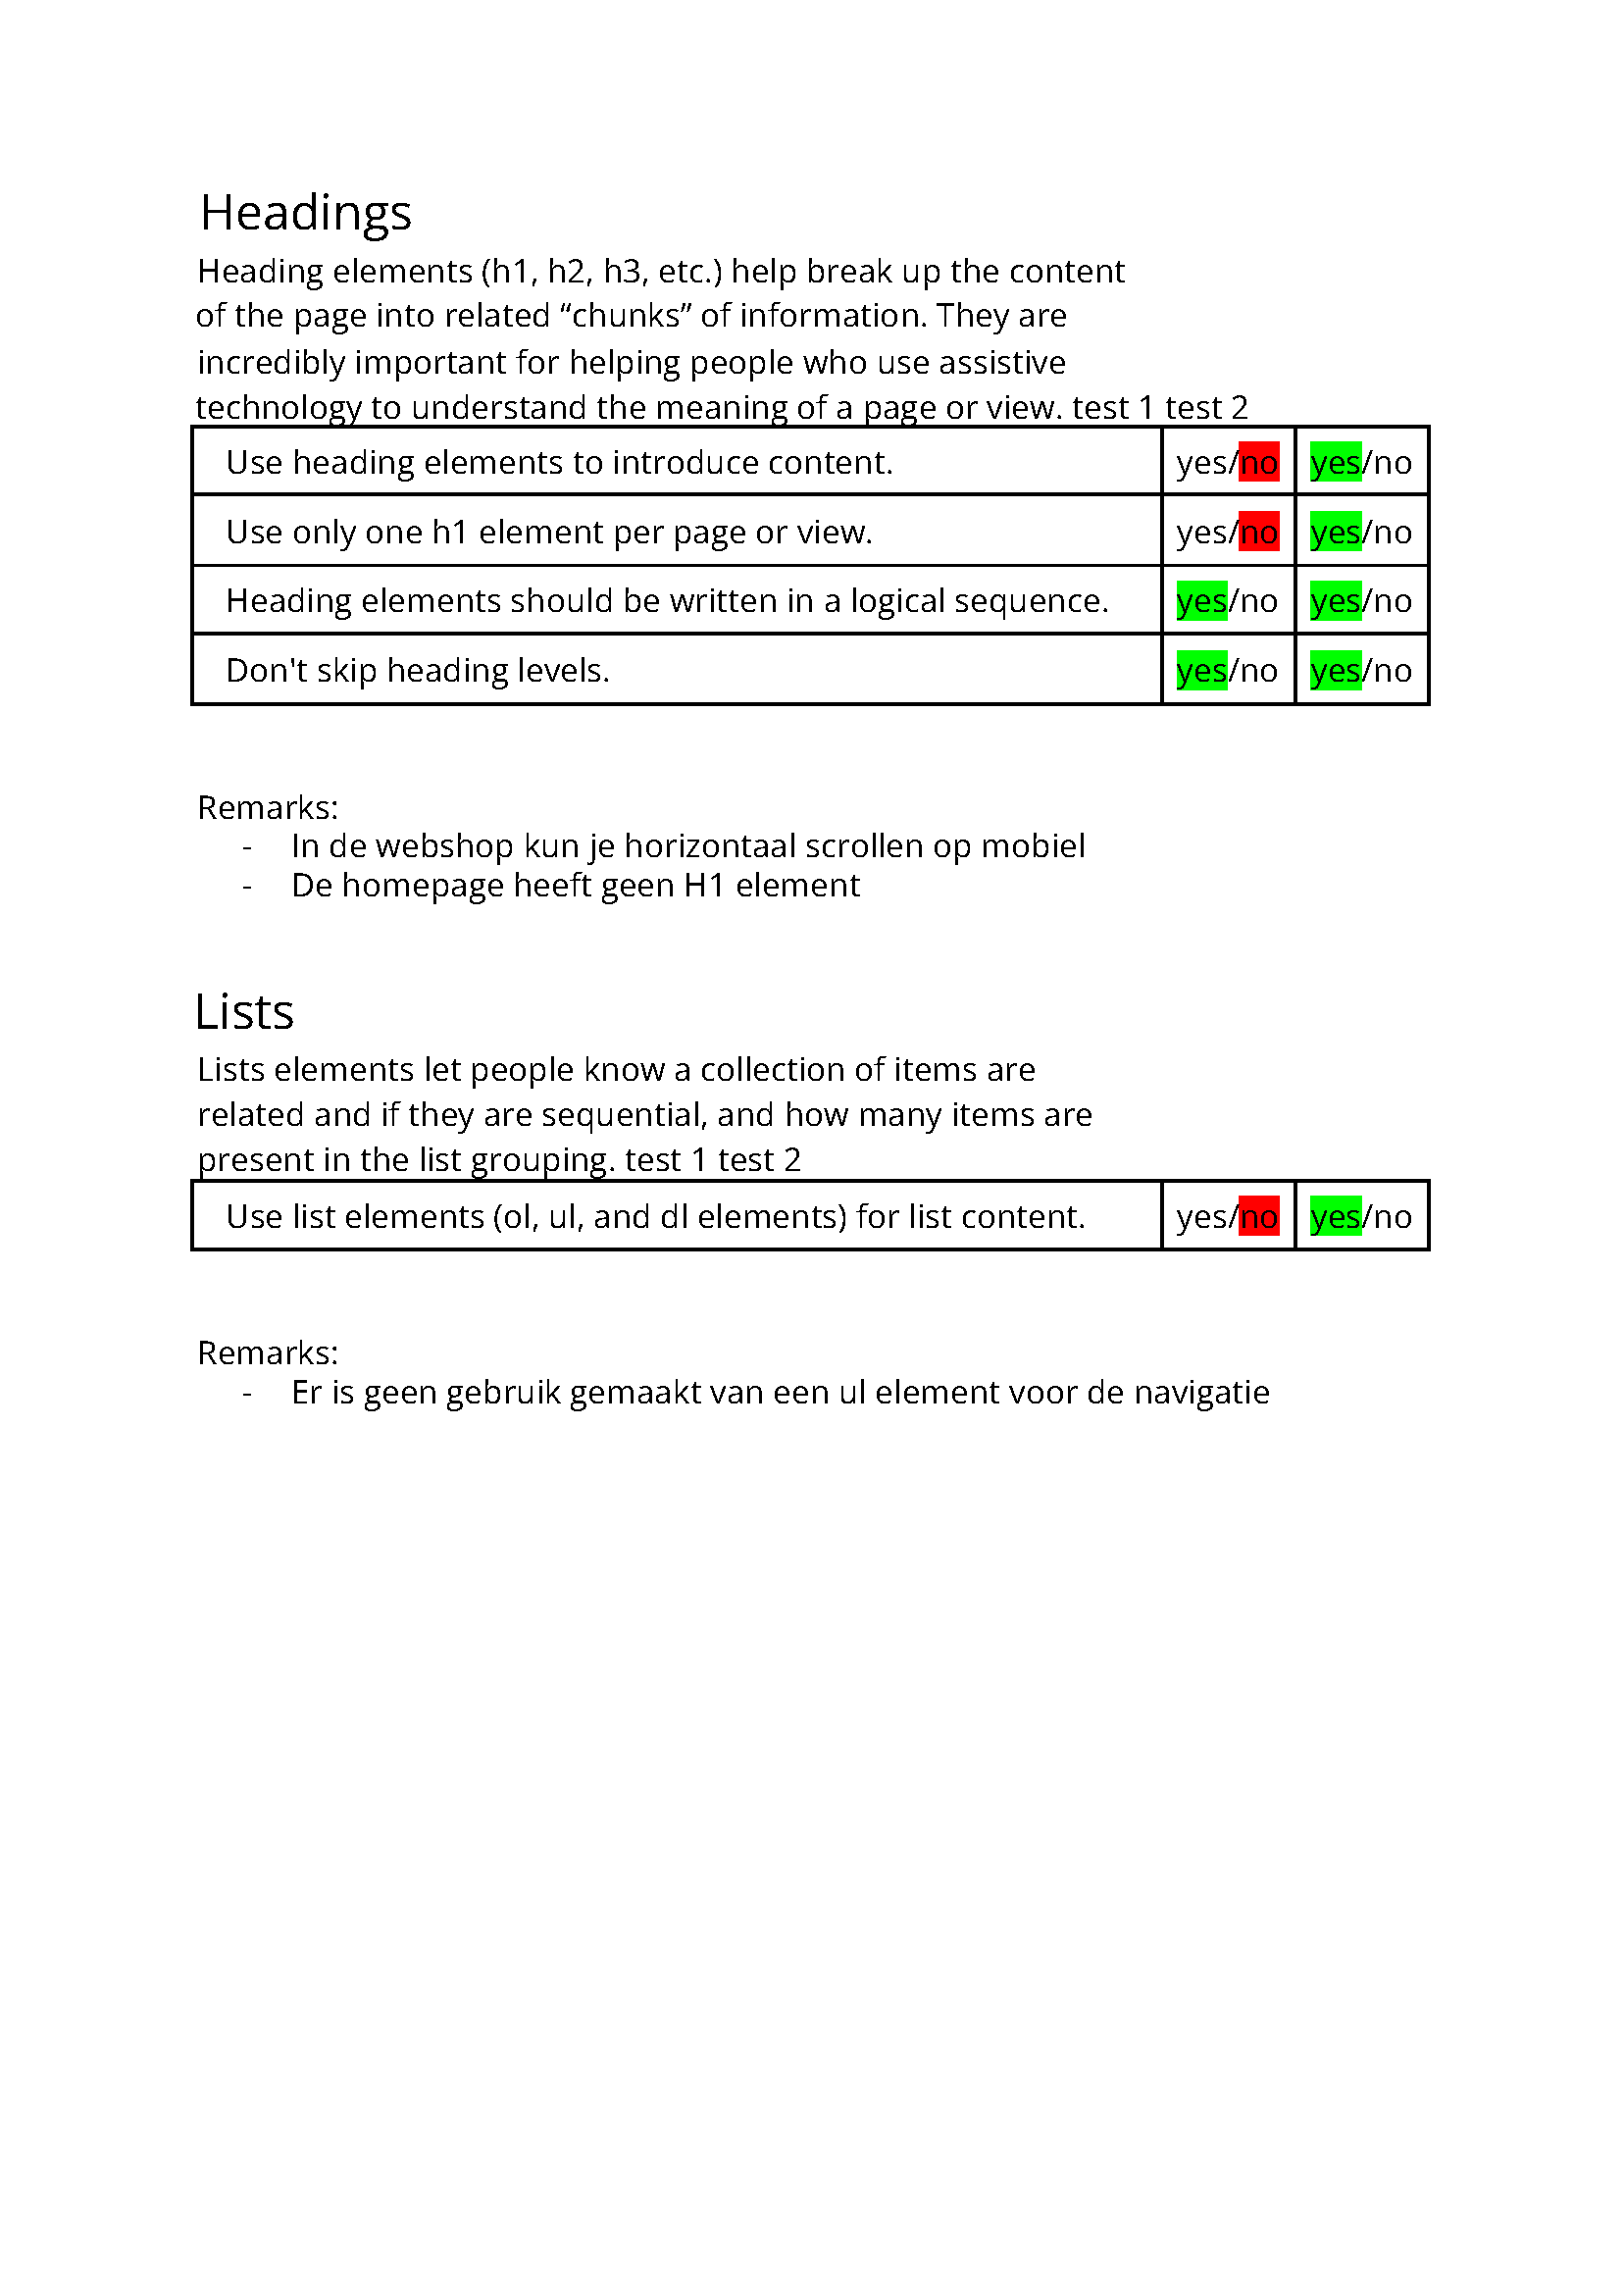 Headings
Heading elements (h1, h2, h3, etc.) help break up the content
of the page into related “chunks” of information. They are
incredibly important for helping people who use assistive
technology to understand the meaning of a page or view. test 1 test 2
Use heading elements to introduce content. yes/no yes/no
Use only one h1 element per page or view. yes/no yes/no
Heading elements should be written in a logical sequence. yes/no yes/no
Don't skip heading levels. yes/no yes/no
Remarks:
- In de webshop kun je horizontaal scrollen op mobiel
- De homepage heeft geen H1 element
Lists
Lists elements let people know a collection of items are
related and if they are sequential, and how many items are
present in the list grouping. test 1 test 2
Use list elements (ol, ul, and dl elements) for list content. yes/no yes/no
Remarks:
- Er is geen gebruik gemaakt van een ul element voor de navigatie